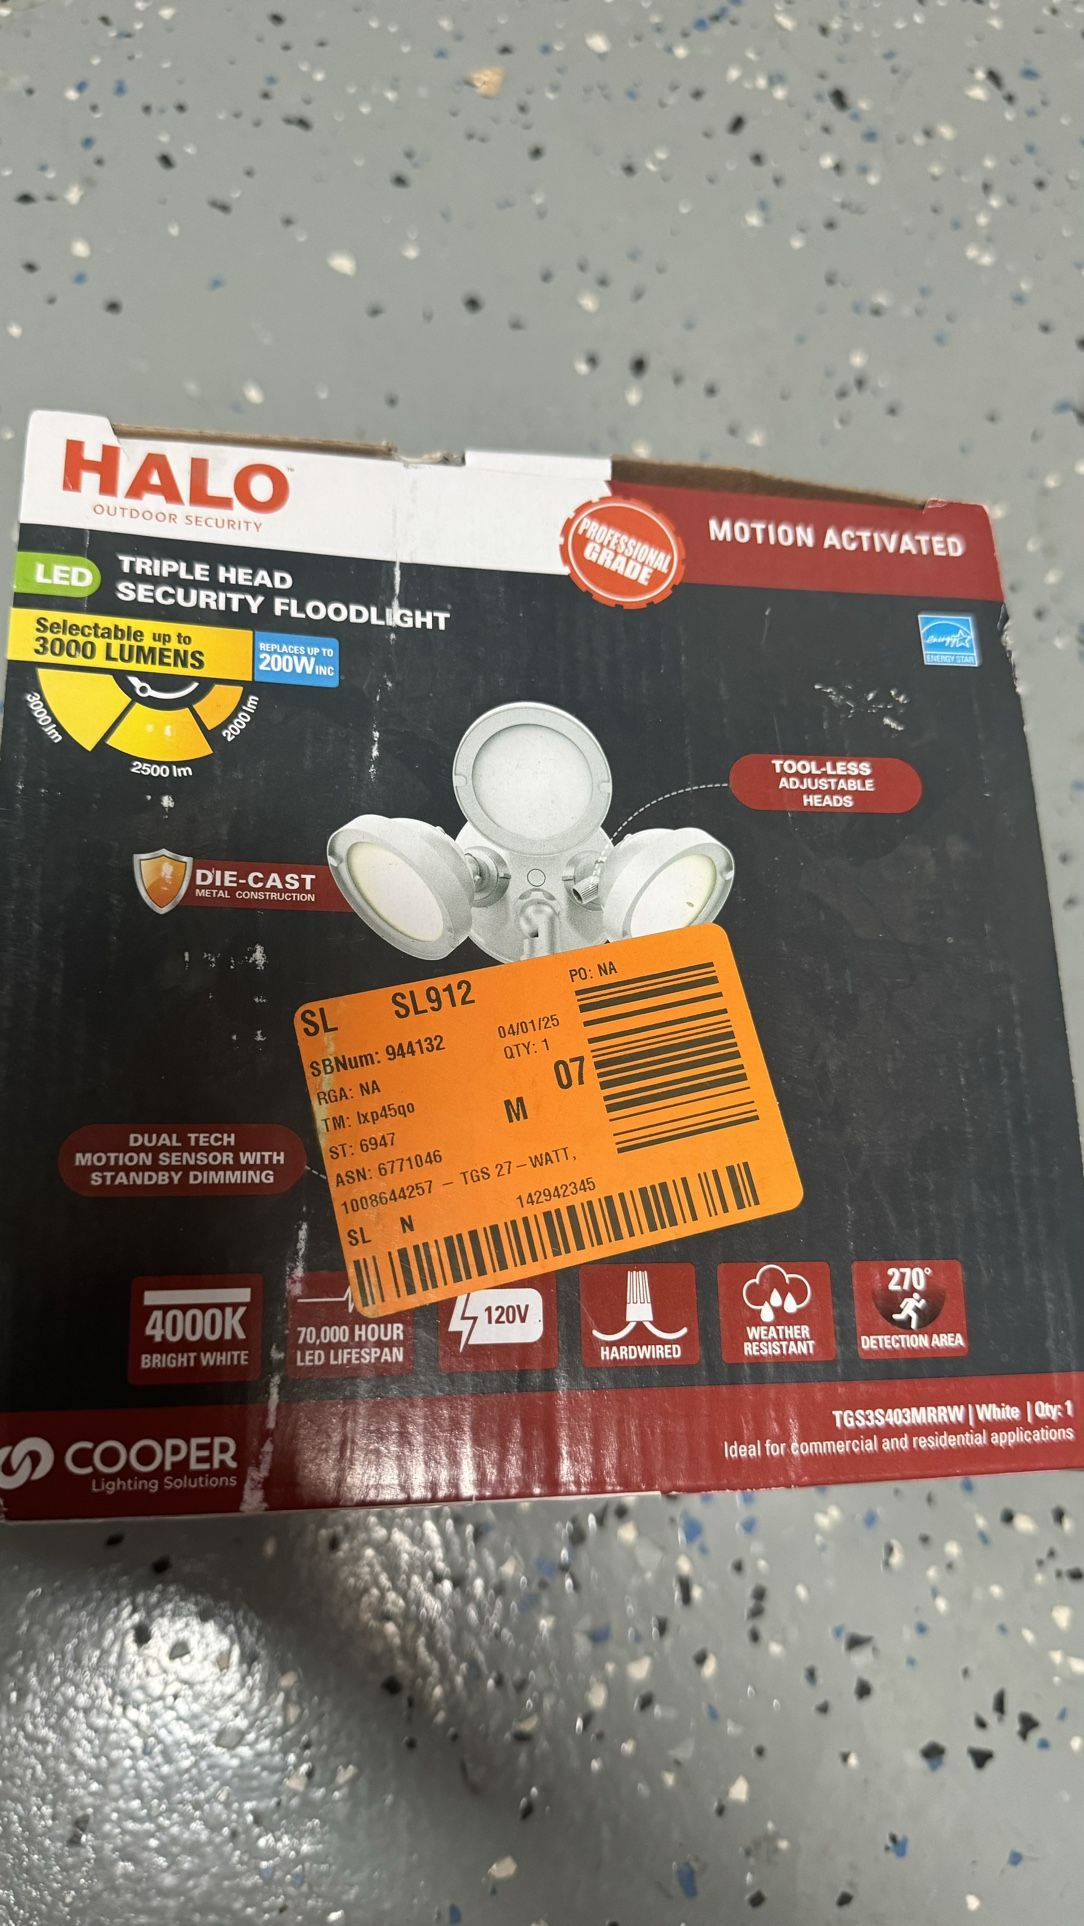 HALO™
OUTDOOR SECURITY
PROFESSIONAL
GRADE
MOTION ACTIVATED
LED
TRIPLE HEAD
SECURITY FLOODLIGHT
Selectable up to
3000 LUMENS
REPLACES UP TO
200W INC
3000 lm
2500 lm
2000 lm
energy
ENERGY STAR
TOOL-LESS
ADJUSTABLE
HEADS
DIE-CAST
METAL CONSTRUCTION
SL SL912 PO: NA
SBNum: 944132 04/01/25
RGA: NA QTY: 1
TM: lxp45qo 07
ST: 6947 M
ASN: 6771046
1008644257 - TGS 27-WATT,
SL N 142942345
DUAL TECH
MOTION SENSOR WITH
STANDBY DIMMING
4000K
BRIGHT WHITE
70,000 HOUR
LED LIFESPAN
120V
HARDWIRED
WEATHER
RESISTANT
270°
DETECTION AREA
COOPER
Lighting Solutions
TGS3S403MRRW | White | Qty: 1
Ideal for commercial and residential applications